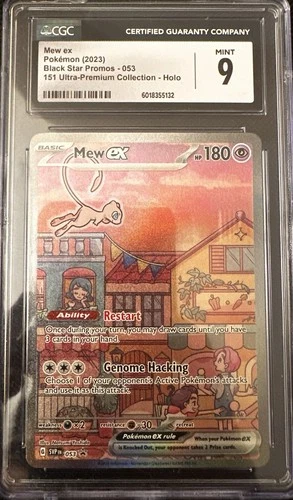 CGC CERTIFIED GUARANTY COMPANY
Mew ex
Pokémon (2023)
Black Star Promos - 053
151 Ultra-Premium Collection - Holo
6018355132
MINT
9
BASIC
Mew ex HP 180
Ability Restart
Once during your turn, you may draw cards until you have
3 cards in your hand.
Genome Hacking
Choose 1 of your opponent's Active Pokémon's attacks
and use it as this attack.
weakness x2 resistance -30 retreat
Pokémon ex rule
When your Pokémon ex
is Knocked Out, your opponent takes 2 Prize cards.
SVP EN 053